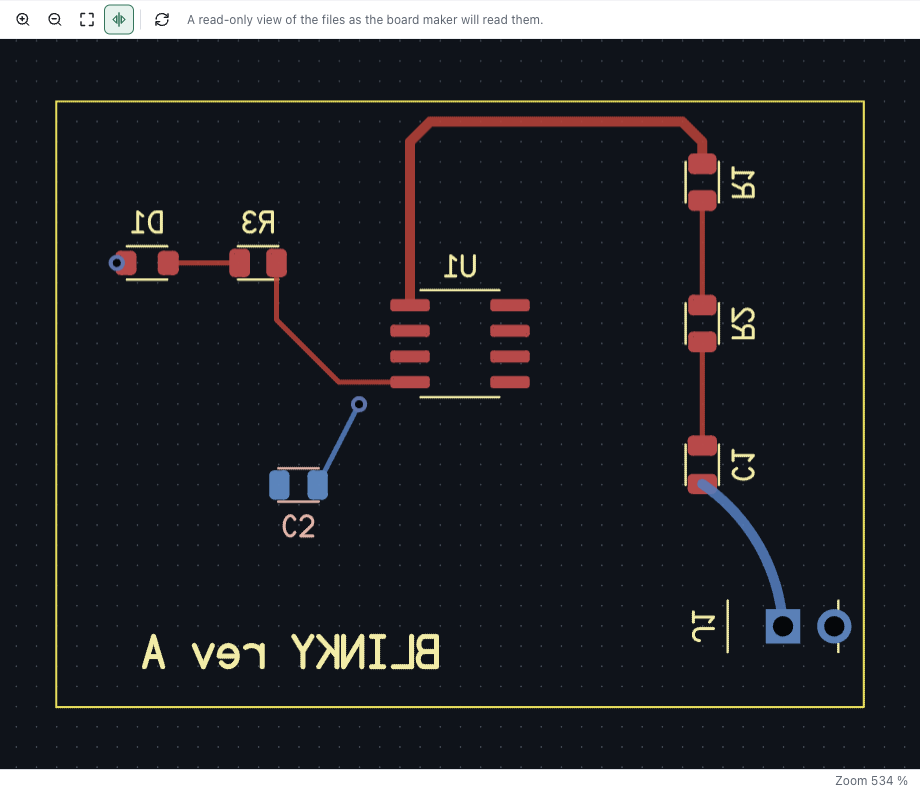 A read-only view of the files as the board maker will read them.
R1
D1
R3
U1
R2
C1
C2
J1
BLINKY rev A
Zoom 534 %